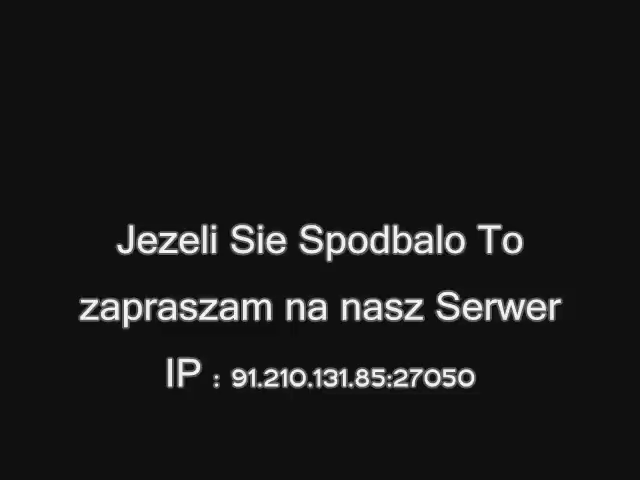 Jezeli Sie Spodbalo To
zapraszam na nasz Serwer
IP : 91.210.131.85:27050